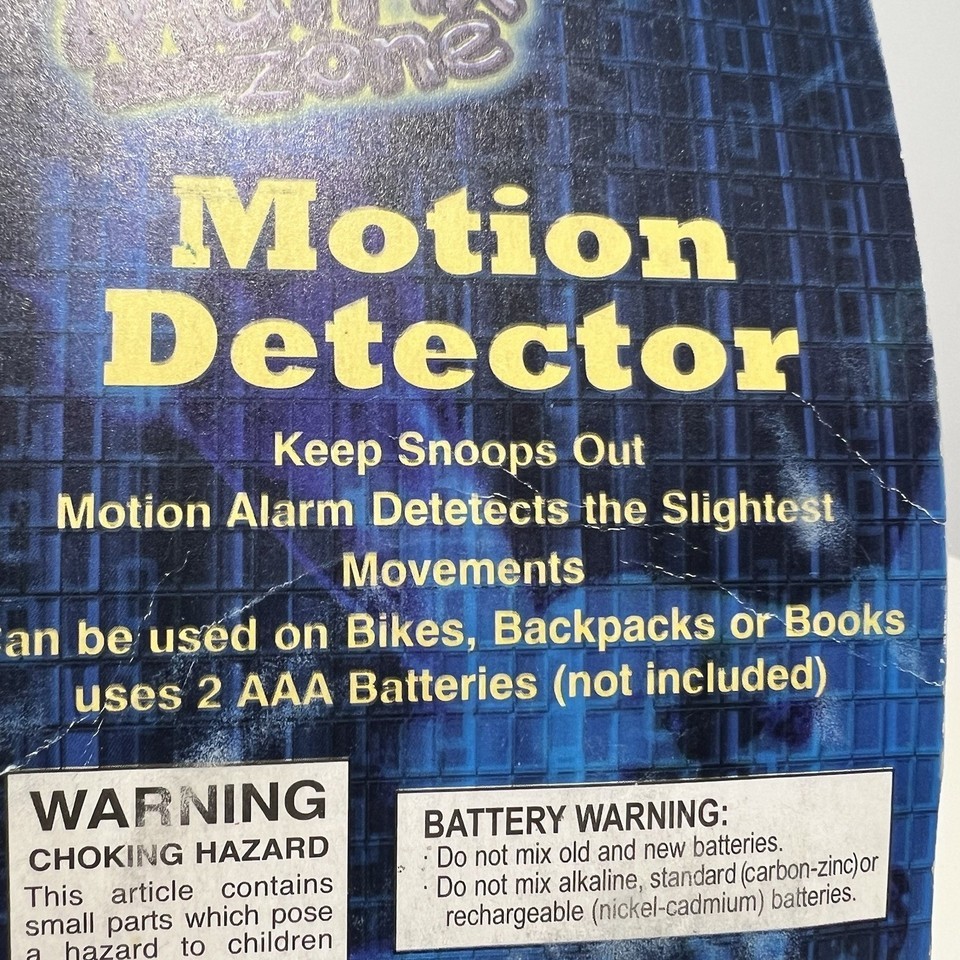 zone
Motion
Detector
Keep Snoops Out
Motion Alarm Detetects the Slightest
Movements
an be used on Bikes, Backpacks or Books
uses 2 AAA Batteries (not included)
WARNING
CHOKING HAZARD
This article contains
small parts which pose
a hazard to children
BATTERY WARNING:
· Do not mix old and new batteries.
· Do not mix alkaline, standard (carbon-zinc)or
rechargeable (nickel-cadmium) batteries.